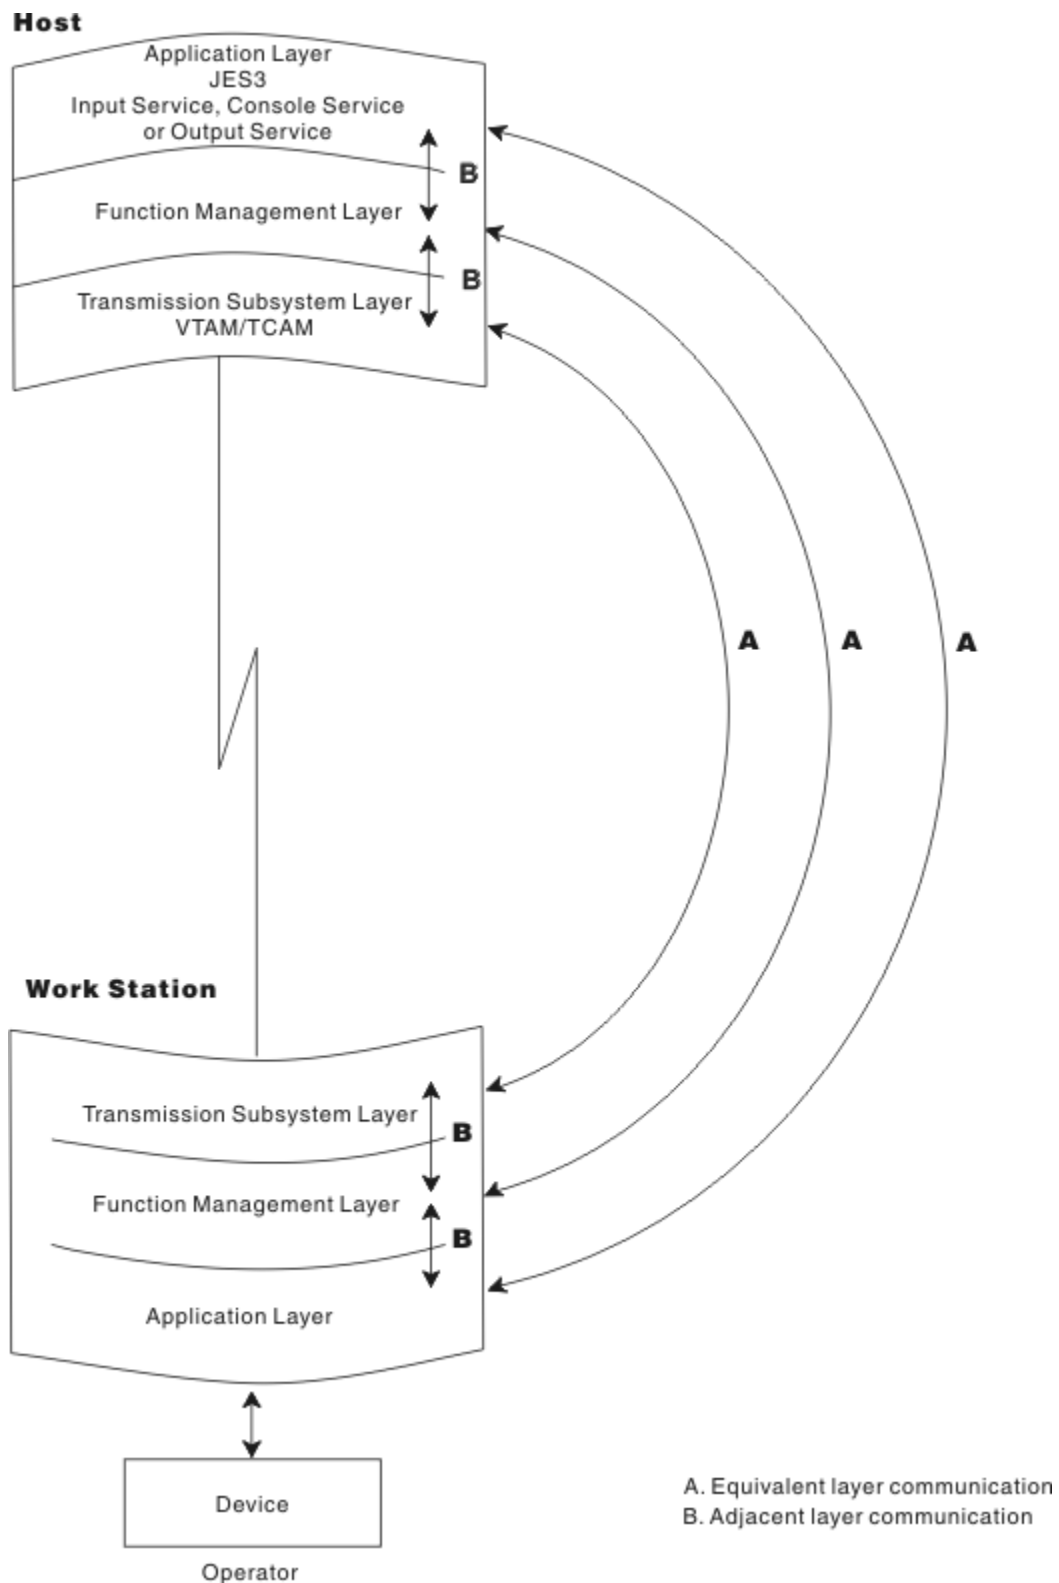 Host
Application Layer
JES3
Input Service, Console Service
or Output Service
B
Function Management Layer
B
Transmission Subsystem Layer
VTAM/TCAM
A
A
A
Work Station
Transmission Subsystem Layer
B
Function Management Layer
B
Application Layer
Device
Operator
A. Equivalent layer communication
B. Adjacent layer communication